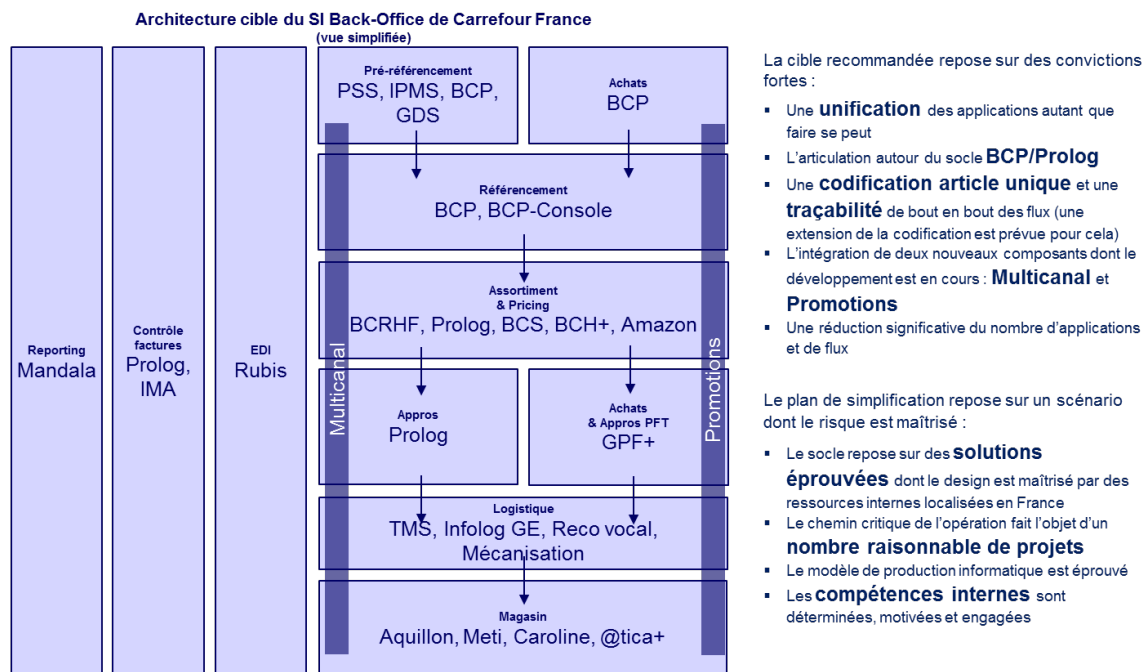 Architecture cible du SI Back-Office de Carrefour France
(vue simplifiée)
Reporting
Mandala
Contrôle
factures
Prolog,
IMA
EDI
Rubis
Pré-référencement
PSS, IPMS, BCP,
GDS
Achats
BCP
Référencement
BCP, BCP-Console
Assortiment
& Pricing
BCRHF, Prolog, BCS, BCH+, Amazon
Multicanal
Promotions
Appros
Prolog
Achats
& Appros PFT
GPF+
Logistique
TMS, Infolog GE, Reco vocal,
Mécanisation
Magasin
Aquillon, Meti, Caroline, @tica+
La cible recommandée repose sur des convictions
fortes :
▪ Une unification des applications autant que
faire se peut
▪ L'articulation autour du socle BCP/Prolog
▪ Une codification article unique et une
traçabilité de bout en bout des flux (une
extension de la codification est prévue pour cela)
▪ L'intégration de deux nouveaux composants dont le
développement est en cours : Multicanal et
Promotions
▪ Une réduction significative du nombre d'applications
et de flux
Le plan de simplification repose sur un scénario
dont le risque est maîtrisé :
▪ Le socle repose sur des solutions
éprouvées dont le design est maîtrisé par des
ressources internes localisées en France
▪ Le chemin critique de l'opération fait l'objet d'un
nombre raisonnable de projets
▪ Le modèle de production informatique est éprouvé
▪ Les compétences internes sont
déterminées, motivées et engagées